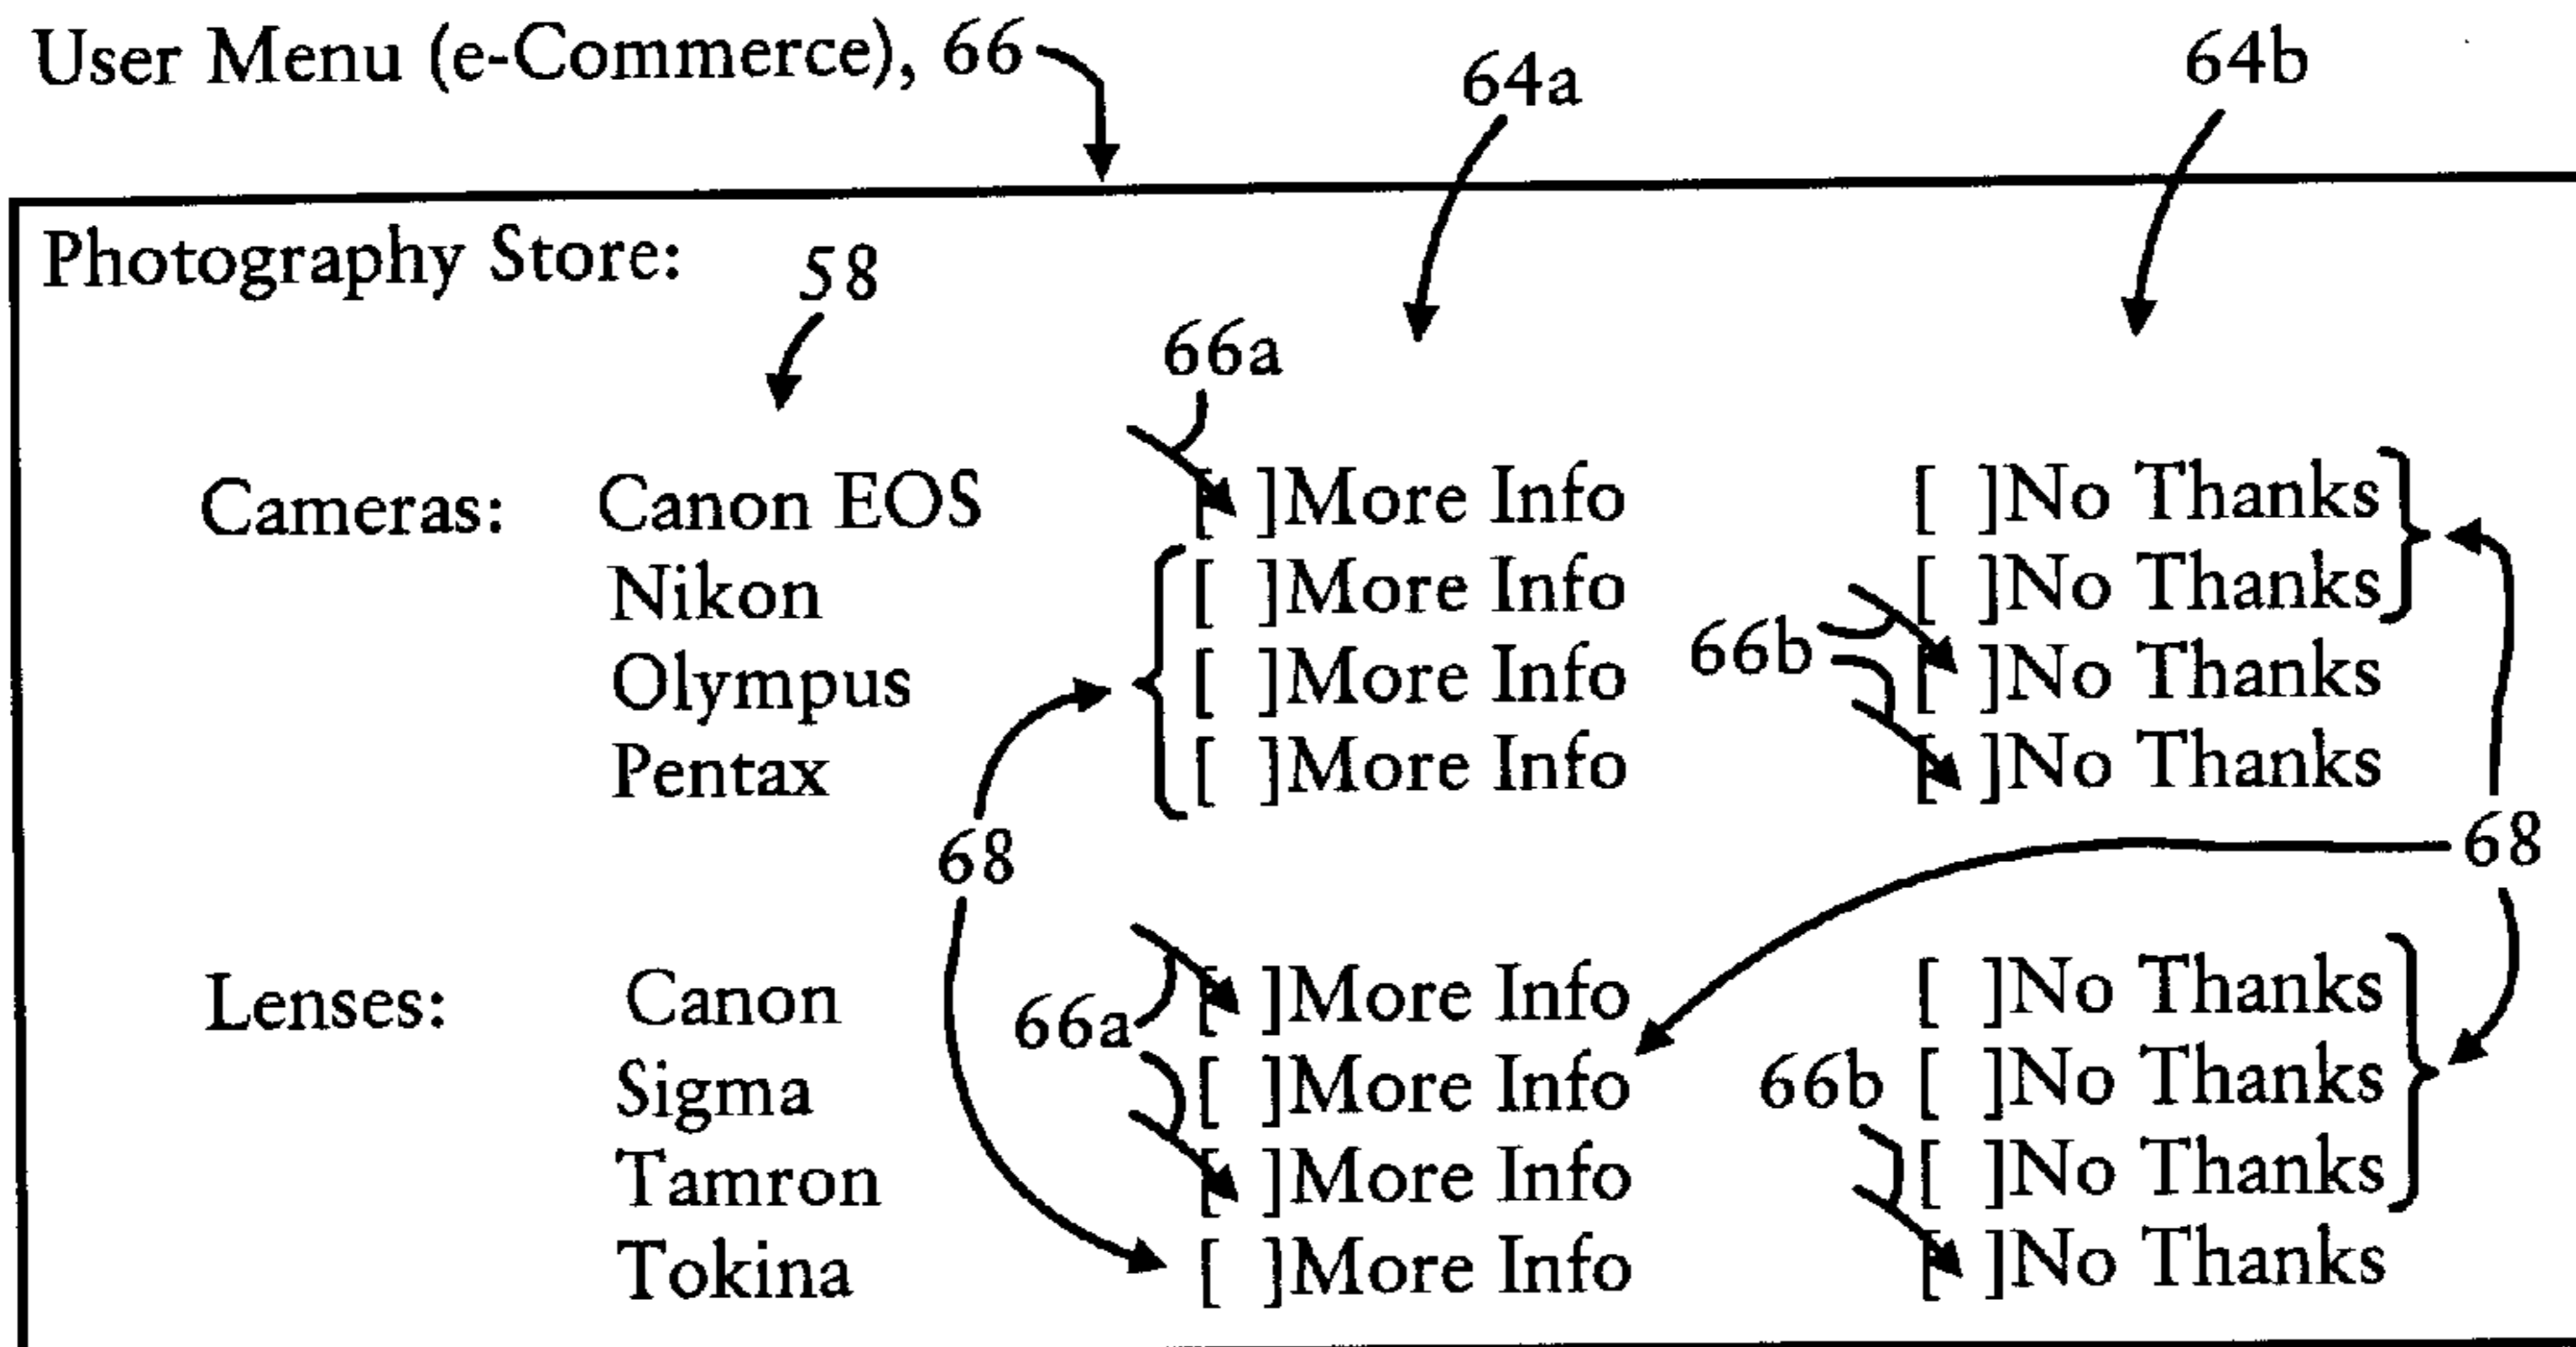 User Menu (e-Commerce), 66
64a
64b
Photography Store:
58
66a
Cameras: Canon EOS [ ]More Info [ ]No Thanks
Nikon [ ]More Info [ ]No Thanks
Olympus [ ]More Info 66b [ ]No Thanks
Pentax [ ]More Info [ ]No Thanks
68
68
Lenses: Canon [ ]More Info [ ]No Thanks
66a
Sigma [ ]More Info 66b [ ]No Thanks
Tamron [ ]More Info [ ]No Thanks
Tokina [ ]More Info [ ]No Thanks